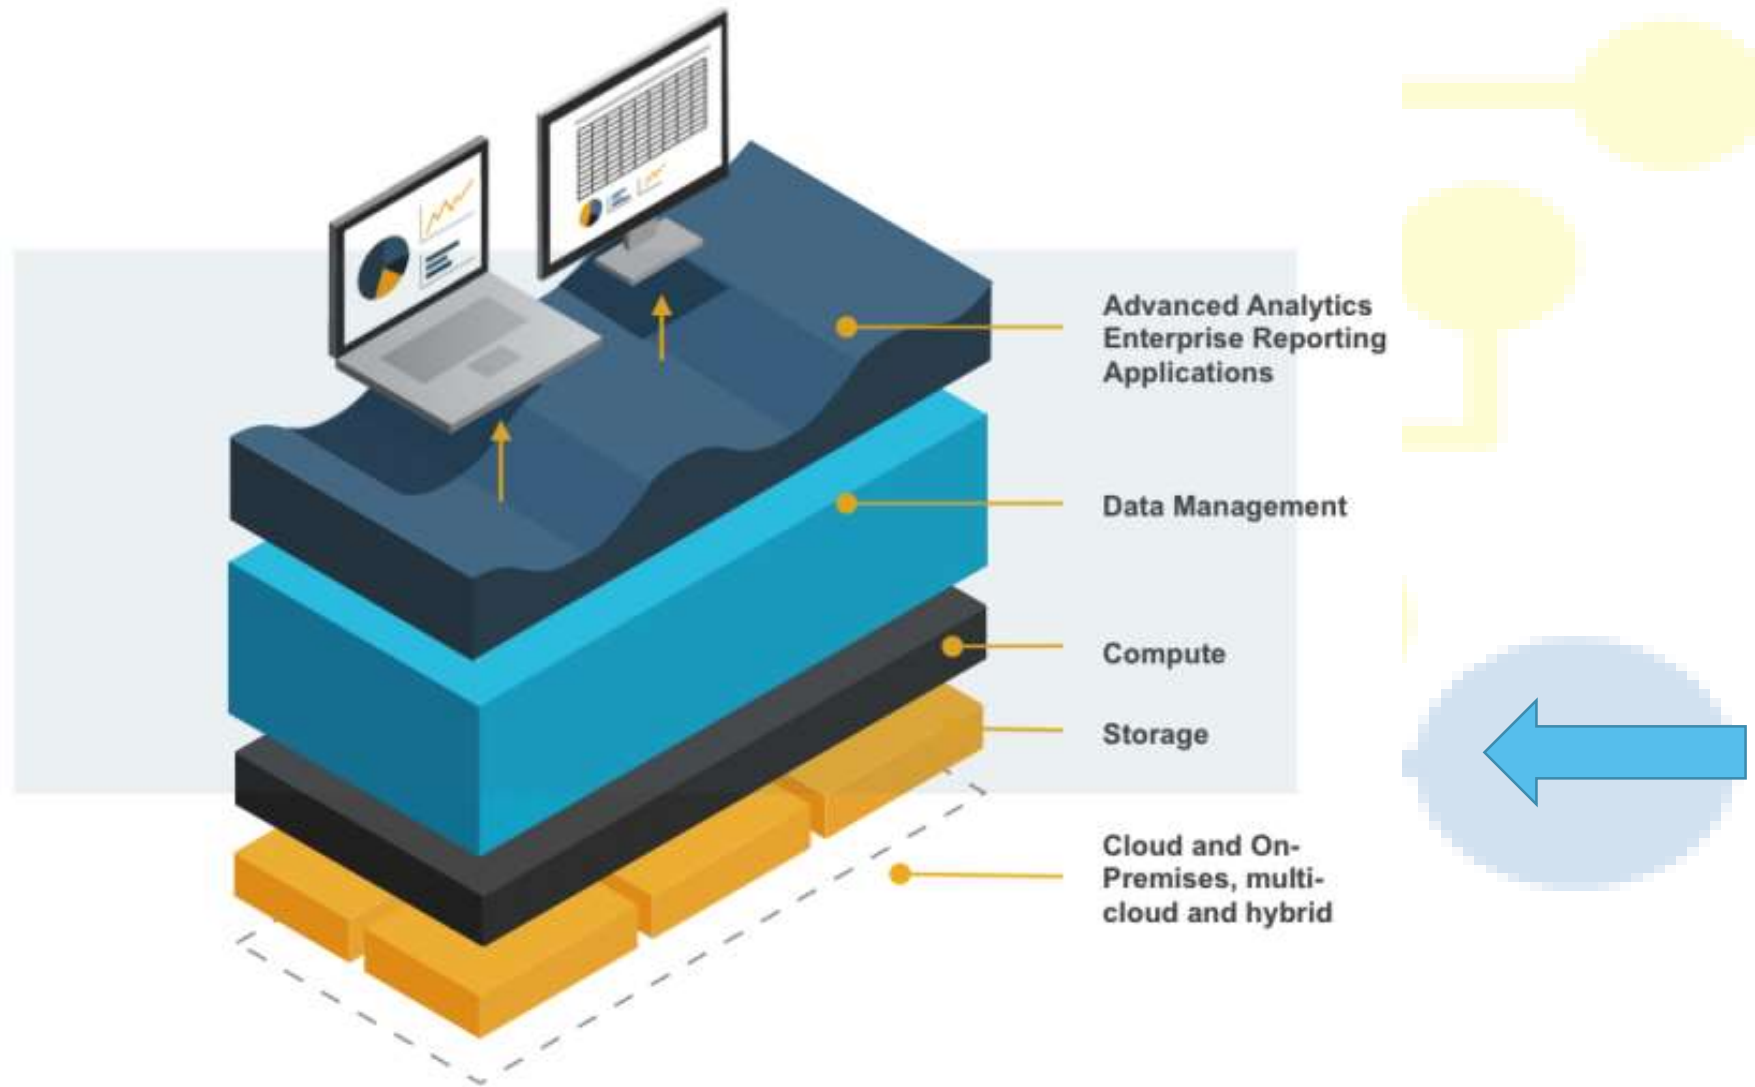 Advanced Analytics
Enterprise Reporting
Applications
Data Management
Compute
Storage
Cloud and On-
Premises, multi-
cloud and hybrid